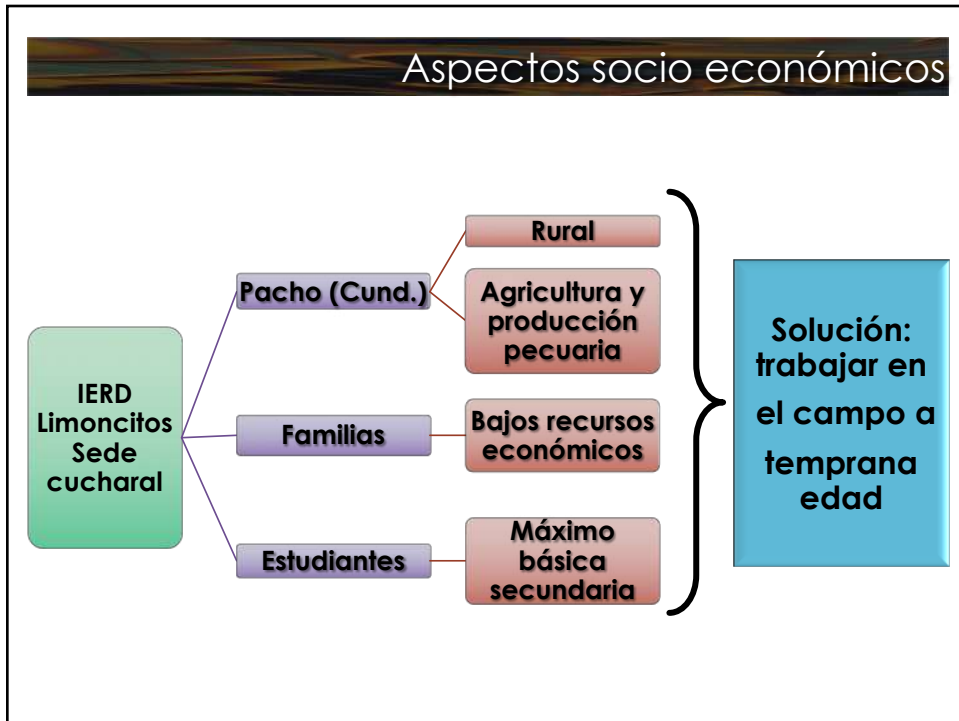 Aspectos socio económicos
IERD
Limoncitos
Sede
cucharal
Pacho (Cund.)
Rural
Agricultura y
producción
pecuaria
Familias
Bajos recursos
económicos
Estudiantes
Máximo
básica
secundaria
Solución:
trabajar en
el campo a
temprana
edad